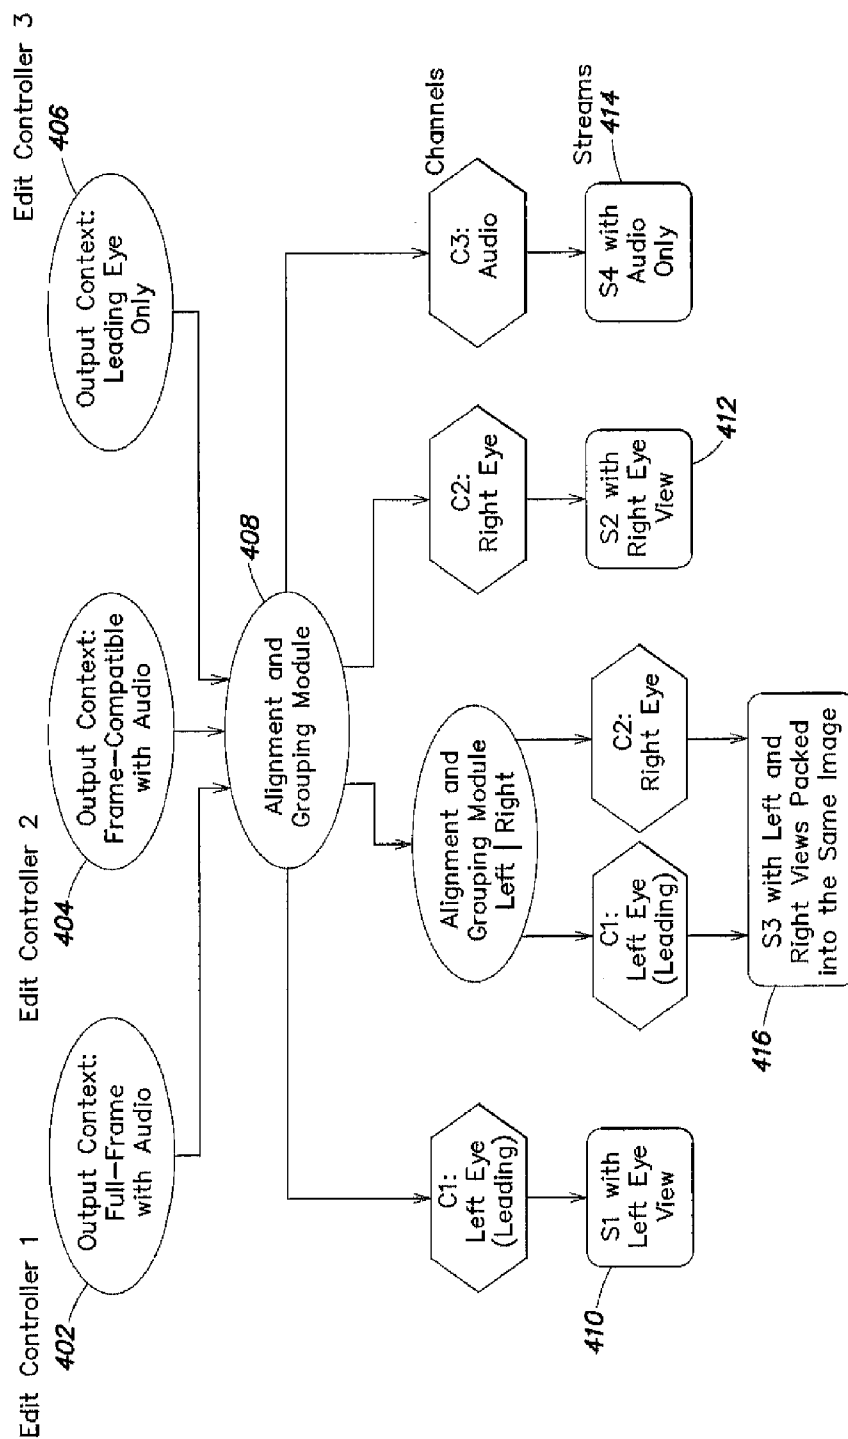 Edit Controller 1
402
Output Context:
Full-Frame
with Audio
Edit Controller 2
404
Output Context:
Frame-Compatible
with Audio
Edit Controller 3
406
Output Context:
Leading Eye
Only
408
Alignment and
Grouping Module
Channels
C1:
Left Eye
(Leading)
Alignment and
Grouping Module
Left | Right
C2:
Right Eye
C3:
Audio
Streams
410
S1 with
Left Eye
View
C1:
Left Eye
(Leading)
C2:
Right Eye
S2 with
Right Eye
View
412
S4 with
Audio
Only
414
416
S3 with Left and
Right Views Packed
into the Same Image